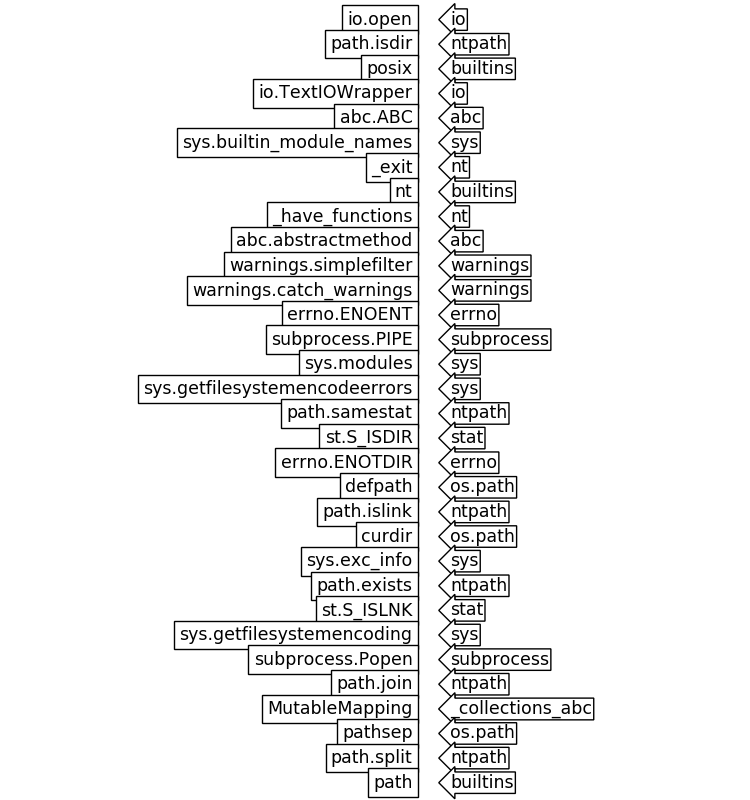 io.open io
path.isdir ntpath
posix builtins
io.TextIOWrapper io
abc.ABC abc
sys.builtin_module_names sys
_exit nt
nt builtins
_have_functions nt
abc.abstractmethod abc
warnings.simplefilter warnings
warnings.catch_warnings warnings
errno.ENOENT errno
subprocess.PIPE subprocess
sys.modules sys
sys.getfilesystemencodeerrors sys
path.samestat ntpath
st.S_ISDIR stat
errno.ENOTDIR errno
defpath os.path
path.islink ntpath
curdir os.path
sys.exc_info sys
path.exists ntpath
st.S_ISLNK stat
sys.getfilesystemencoding sys
subprocess.Popen subprocess
path.join ntpath
MutableMapping _collections_abc
pathsep os.path
path.split ntpath
path builtins